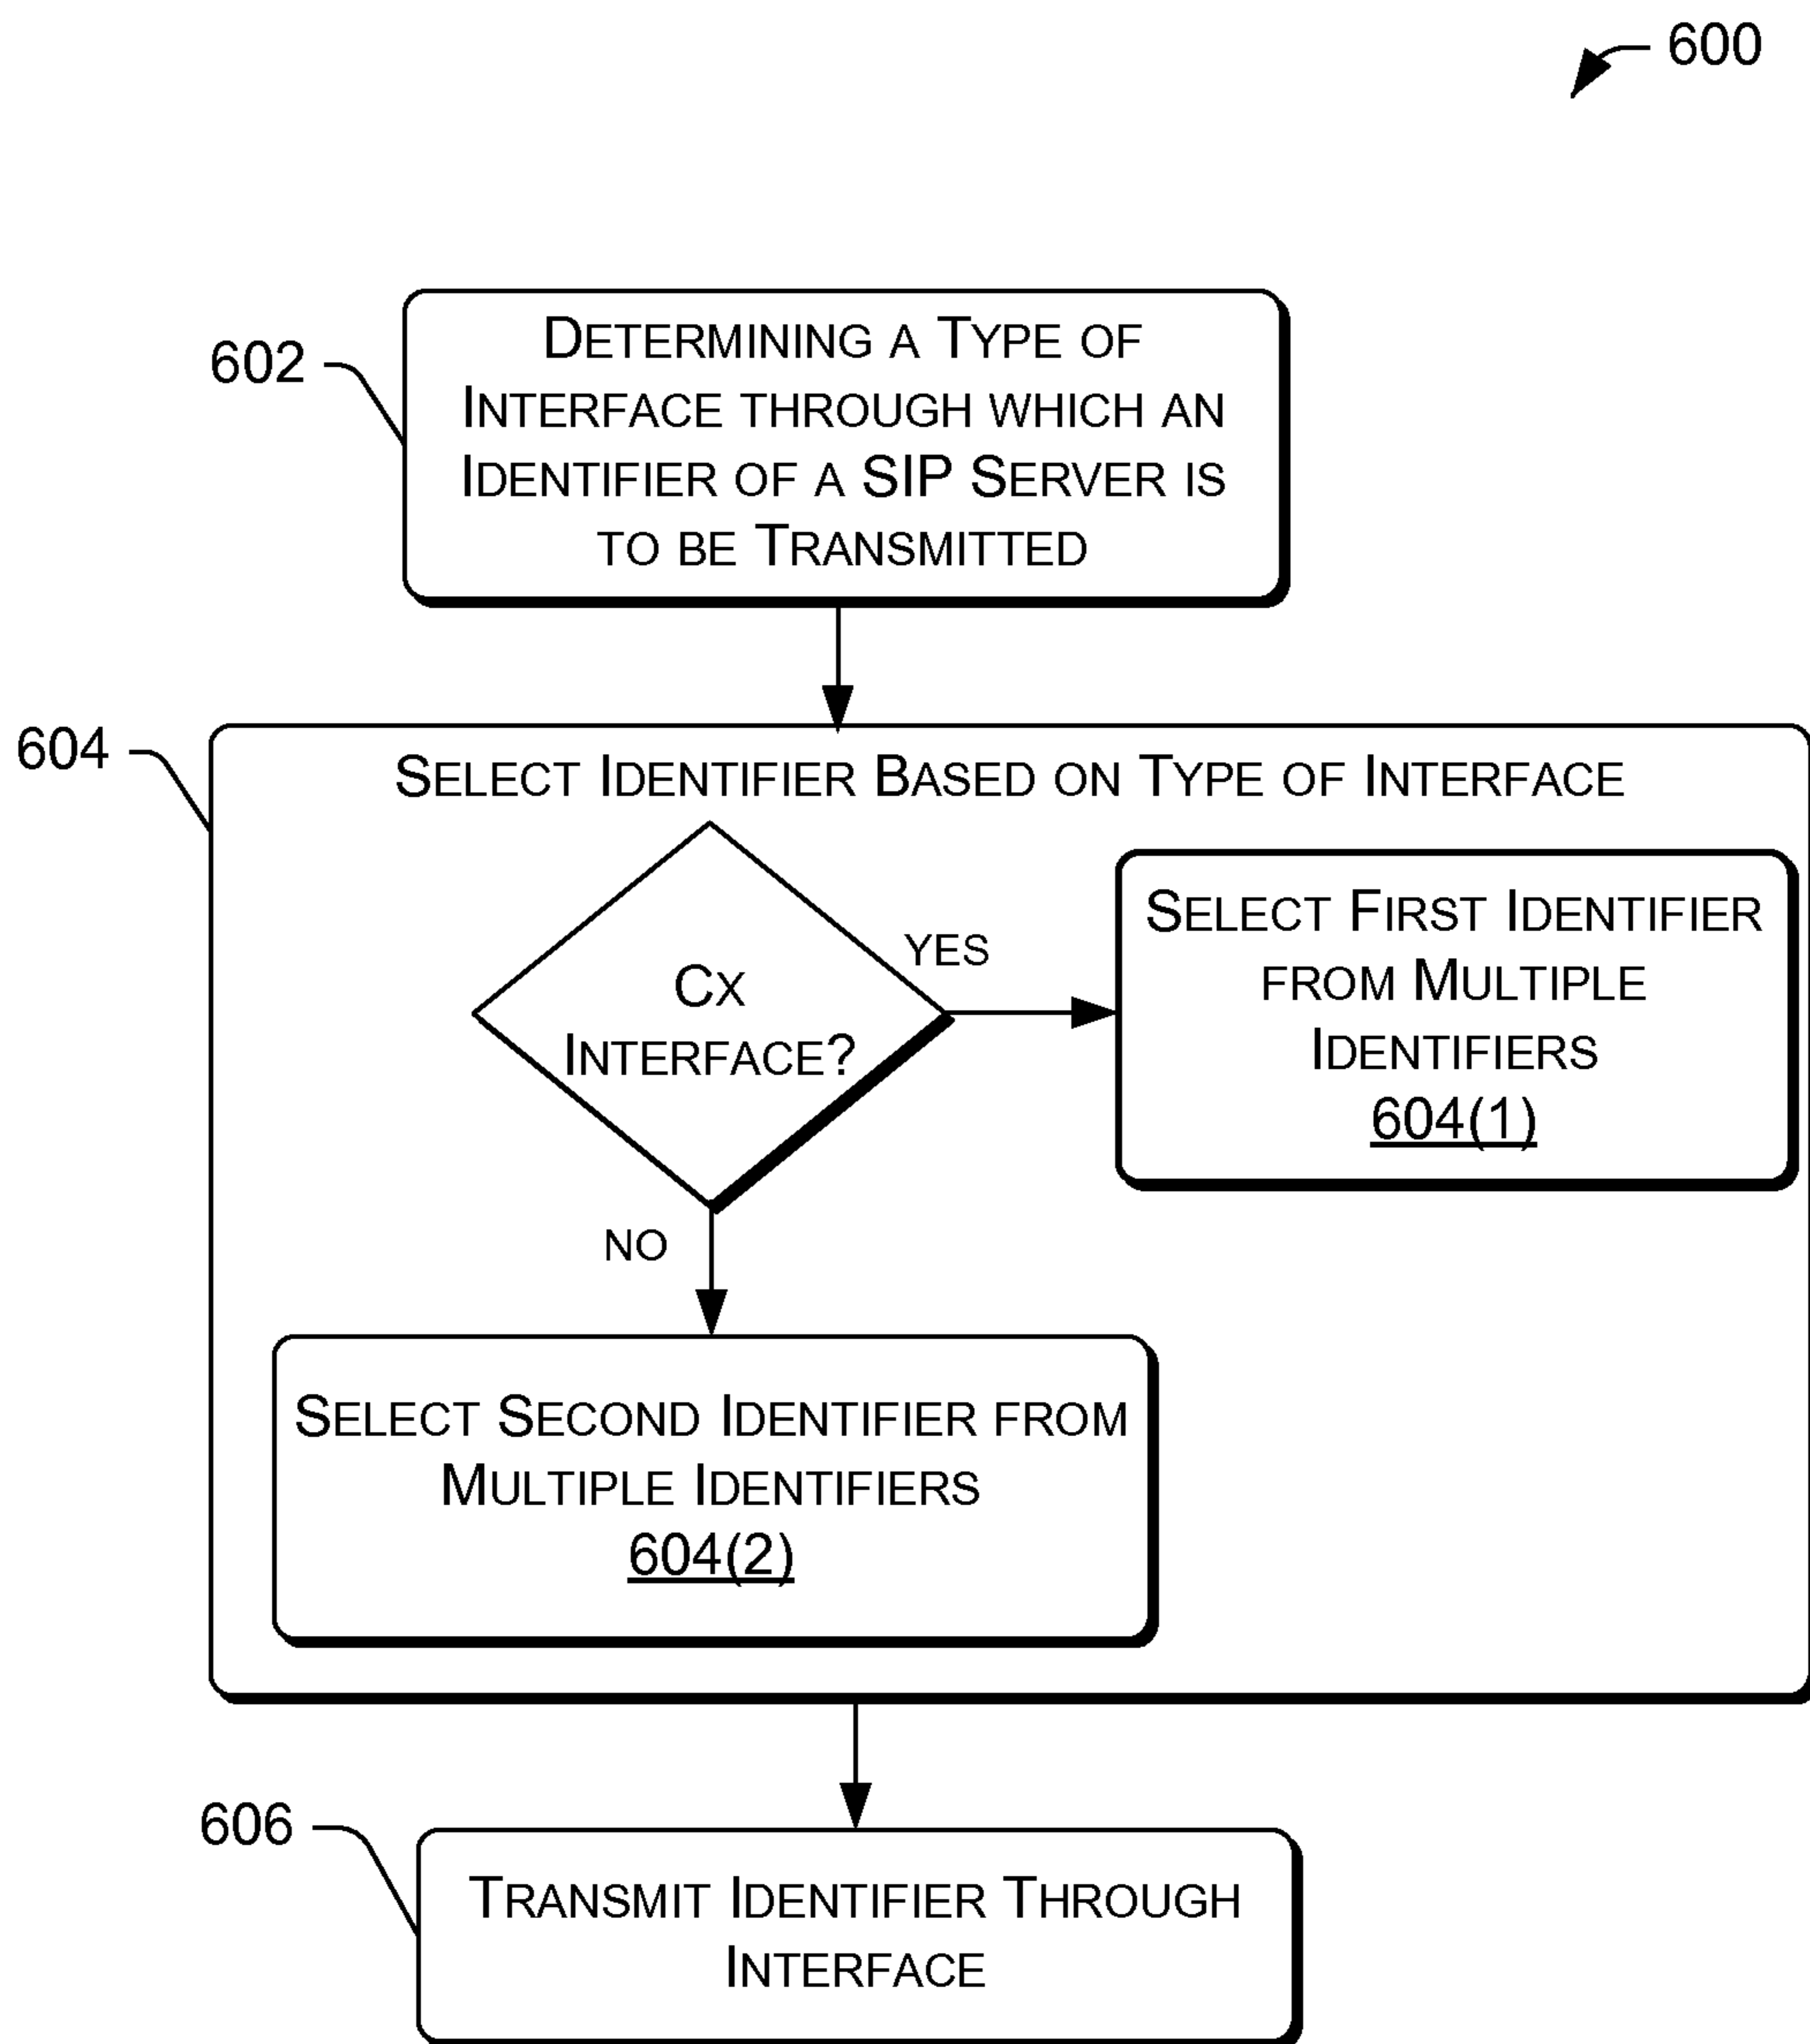 600
602
DETERMINING A TYPE OF
INTERFACE THROUGH WHICH AN
IDENTIFIER OF A SIP SERVER IS
TO BE TRANSMITTED
604
SELECT IDENTIFIER BASED ON TYPE OF INTERFACE
CX
INTERFACE?
YES
SELECT FIRST IDENTIFIER
FROM MULTIPLE
IDENTIFIERS
604(1)
NO
SELECT SECOND IDENTIFIER FROM
MULTIPLE IDENTIFIERS
604(2)
606
TRANSMIT IDENTIFIER THROUGH
INTERFACE